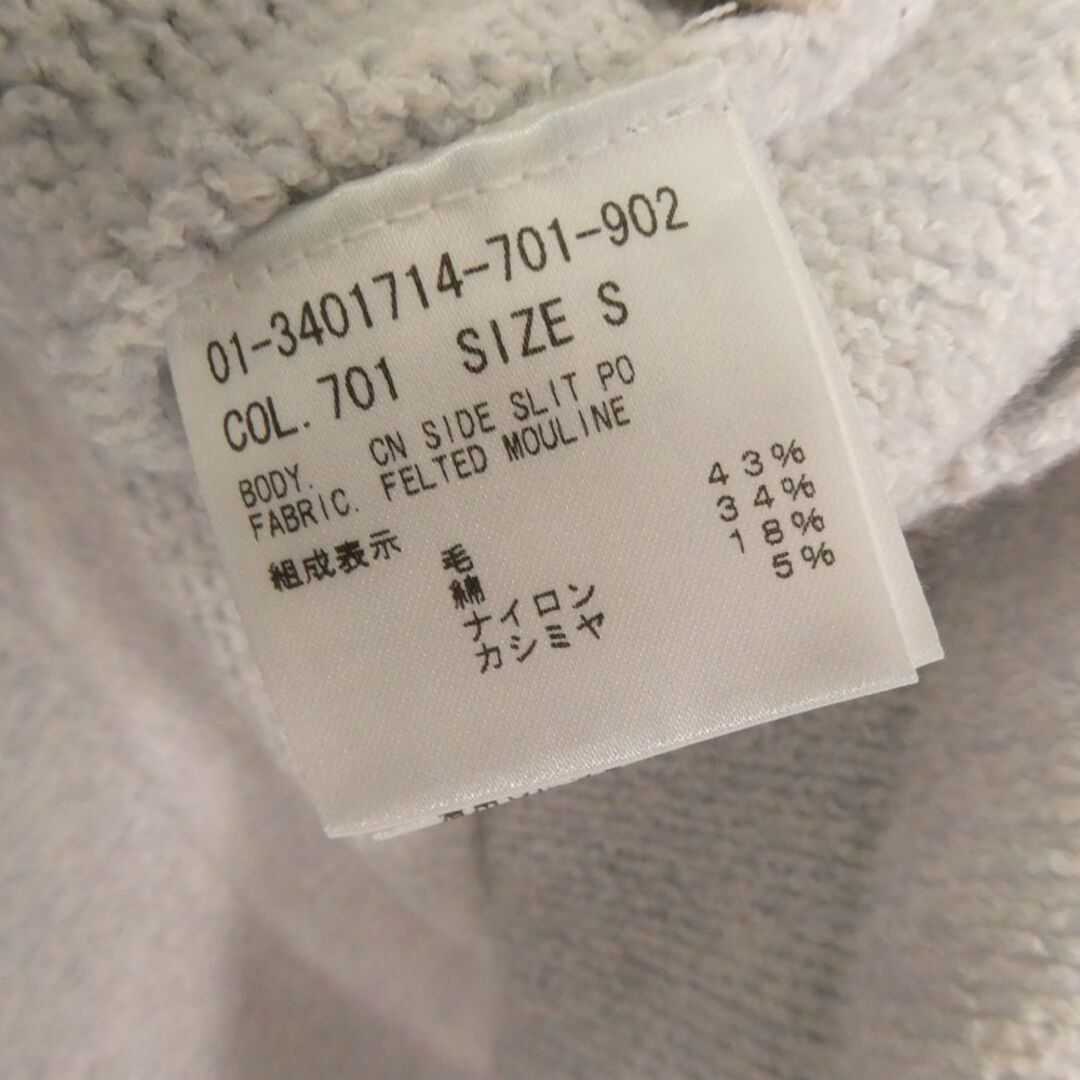 01-3401714-701-902
COL. 701 SIZE S
BODY. CN SIDE SLIT PO
FABRIC. FELTED MOULINE
組成表示 毛 43%
綿 34%
ナイロン 18%
カシミヤ 5%